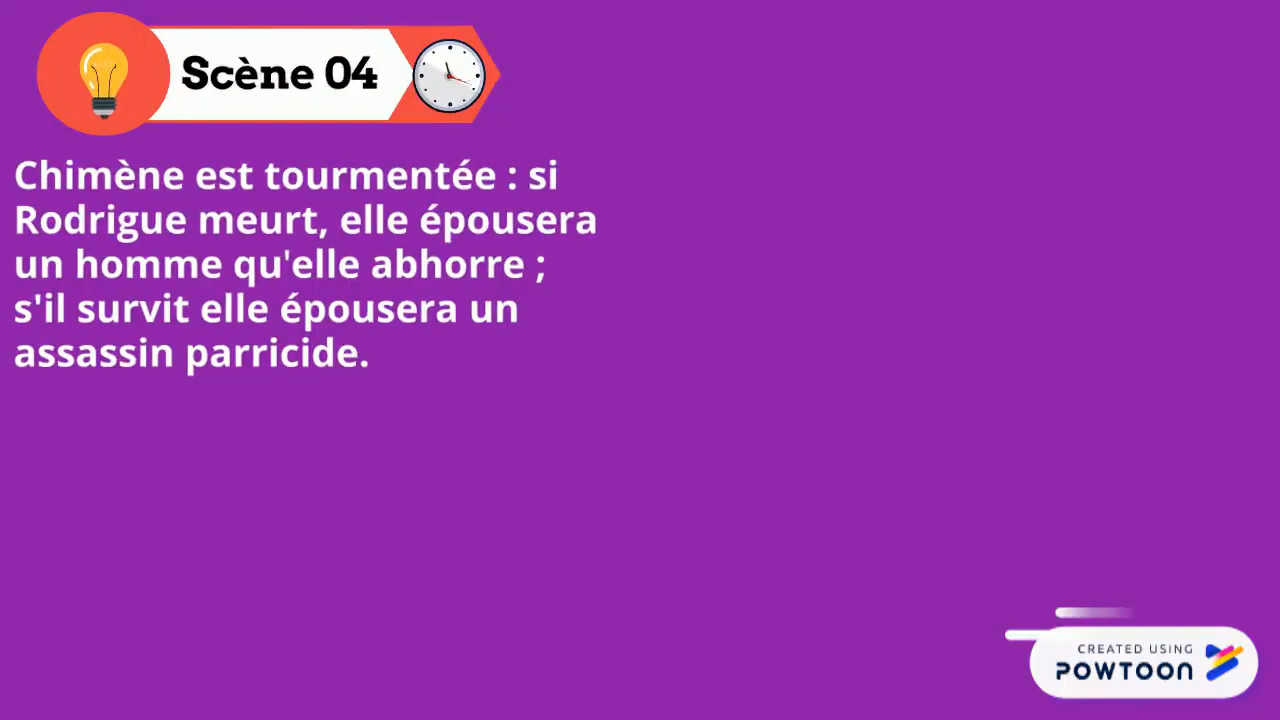 Scène 04
Chimène est tourmentée : si
Rodrigue meurt, elle épousera
un homme qu'elle abhorre ;
s'il survit elle épousera un
assassin parricide.
CREATED USING
POWTOON